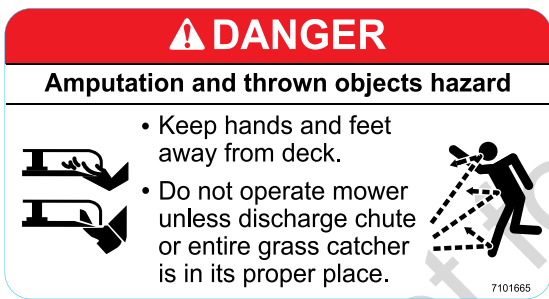 DANGER
Amputation and thrown objects hazard
• Keep hands and feet
away from deck.
• Do not operate mower
unless discharge chute
or entire grass catcher
is in its proper place.
7101665